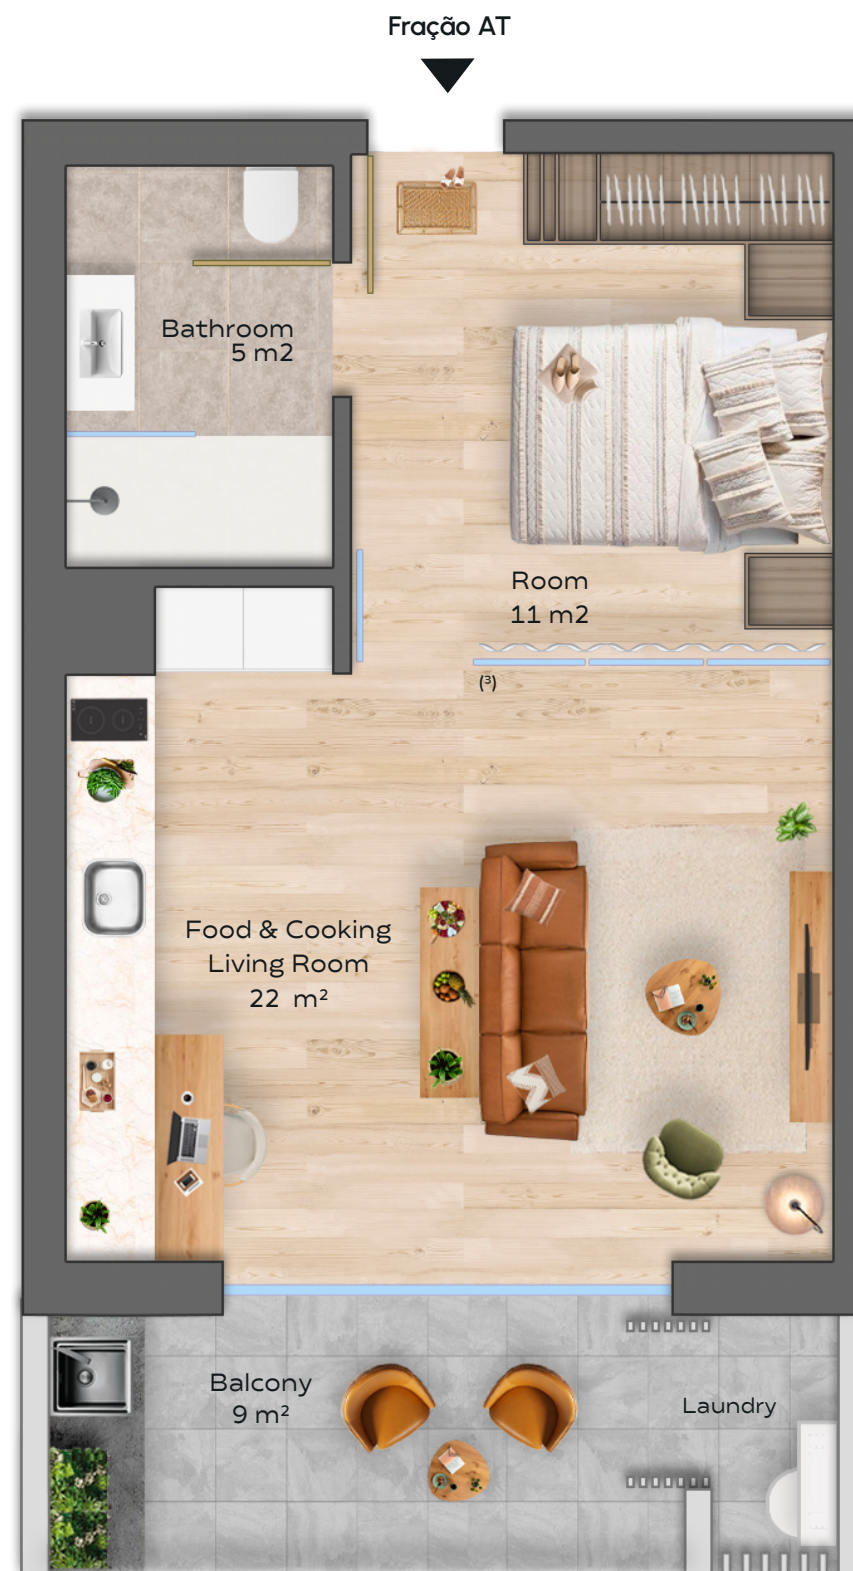 Fração AT
Bathroom
5 m2
Room
11 m2
(³)
Food & Cooking
Living Room
22 m²
Balcony
9 m²
Laundry